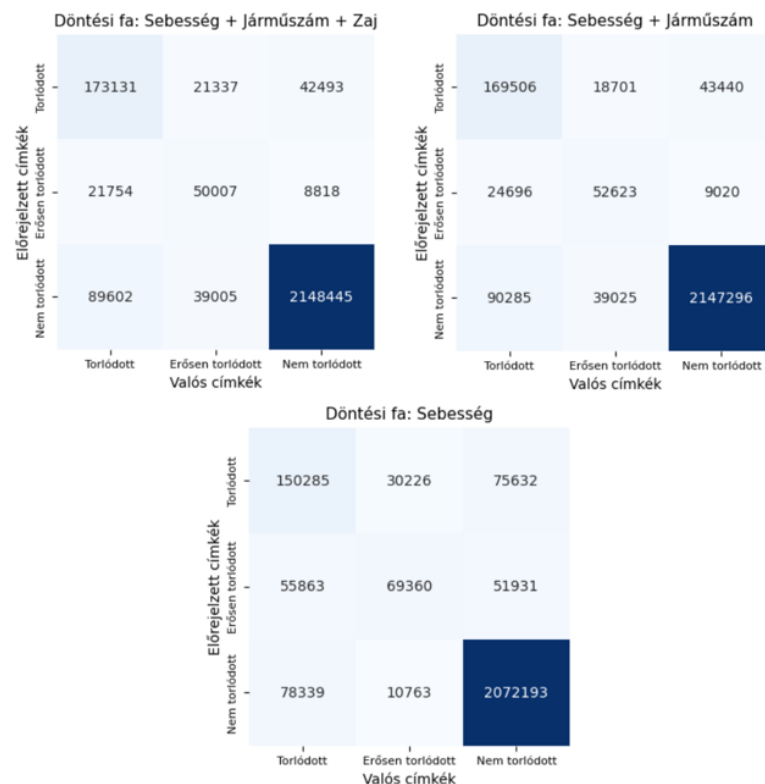 Döntési fa: Sebesség + Járműszám + Zaj
Előrejelzett címkék
Torlódott
173131 21337 42493
Erősen torlódott
21754 50007 8818
Nem torlódott
89602 39005 2148445
Torlódott Erősen torlódott Nem torlódott
Valós címkék
Döntési fa: Sebesség + Járműszám
Előrejelzett címkék
Torlódott
169506 18701 43440
Erősen torlódott
24696 52623 9020
Nem torlódott
90285 39025 2147296
Torlódott Erősen torlódott Nem torlódott
Valós címkék
Döntési fa: Sebesség
Előrejelzett címkék
Torlódott
150285 30226 75632
Erősen torlódott
55863 69360 51931
Nem torlódott
78339 10763 2072193
Torlódott Erősen torlódott Nem torlódott
Valós címkék